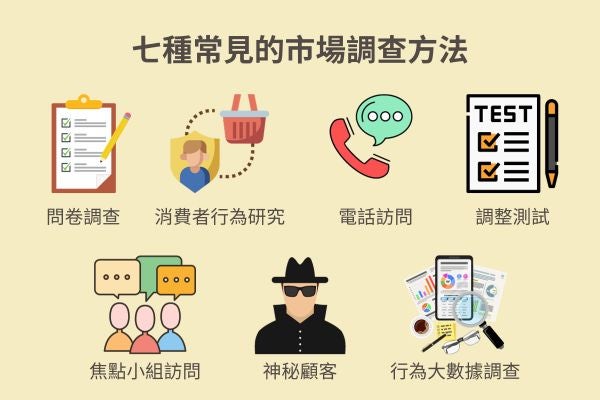 七種常見的市場調查方法
問卷調查
消費者行為研究
電話訪問
TEST
調整測試
焦點小組訪問
神秘顧客
行為大數據調查